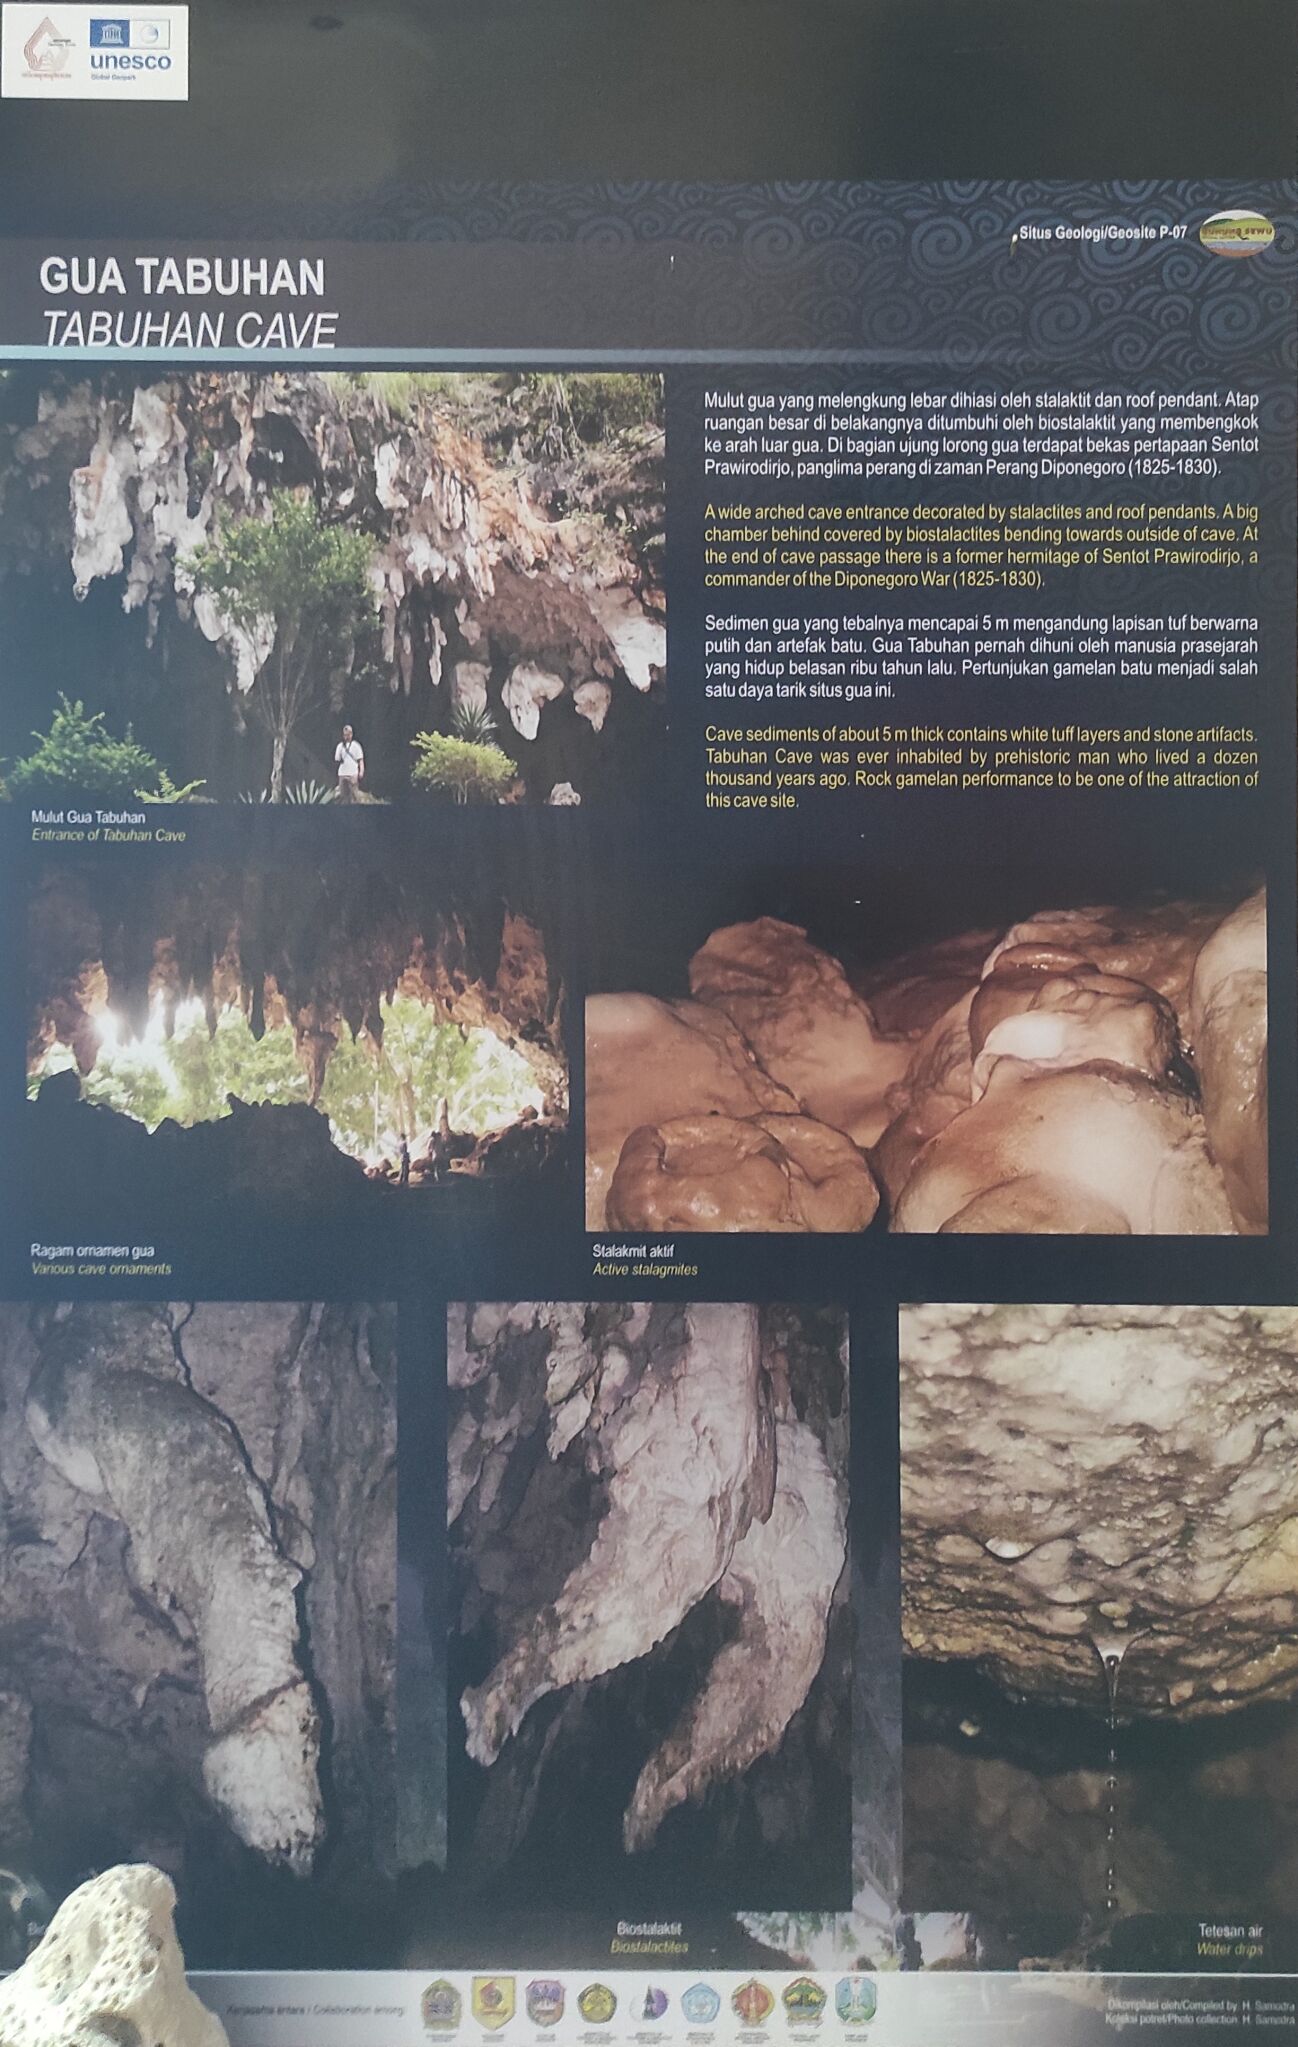 unesco
Global Geopark
Situs Geologi/Geosite P-07
GUNUNG SEWU
GUA TABUHAN
TABUHAN CAVE
Mulut gua yang melengkung lebar dihiasi oleh stalaktit dan roof pendant. Atap
ruangan besar di belakangnya ditumbuhi oleh biostalaktit yang membengkok
ke arah luar gua. Di bagian ujung lorong gua terdapat bekas pertapaan Sentot
Prawirodirjo, panglima perang di zaman Perang Diponegoro (1825-1830).
A wide arched cave entrance decorated by stalactites and roof pendants. A big
chamber behind covered by biostalactites bending towards outside of cave. At
the end of cave passage there is a former hermitage of Sentot Prawirodirjo, a
commander of the Diponegoro War (1825-1830).
Sedimen gua yang tebalnya mencapai 5 m mengandung lapisan tuf berwarna
putih dan artefak batu. Gua Tabuhan pernah dihuni oleh manusia prasejarah
yang hidup belasan ribu tahun lalu. Pertunjukan gamelan batu menjadi salah
satu daya tarik situs gua ini.
Cave sediments of about 5 m thick contains white tuff layers and stone artifacts.
Tabuhan Cave was ever inhabited by prehistoric man who lived a dozen
thousand years ago. Rock gamelan performance to be one of the attraction of
this cave site.
Mulut Gua Tabuhan
Entrance of Tabuhan Cave
Ragam ornamen gua
Various cave ornaments
Stalakmit aktif
Active stalagmites
Biostalaktit
Biostalactites
Tetesan air
Water drips
Kerjasama antara / Collaboration among:
Dikompilasi oleh/Compiled by: H. Samodra
Koleksi potret/Photo collection: H. Samodra